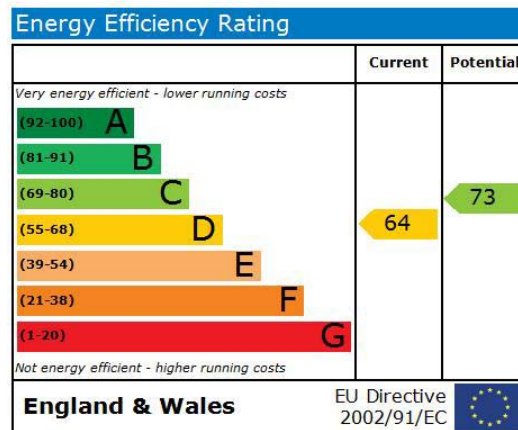 Energy Efficiency Rating
Current Potential
Very energy efficient - lower running costs
(92-100) A
(81-91) B
(69-80) C
73
(55-68) D
64
(39-54) E
(21-38) F
(1-20) G
Not energy efficient - higher running costs
England & Wales
EU Directive
2002/91/EC